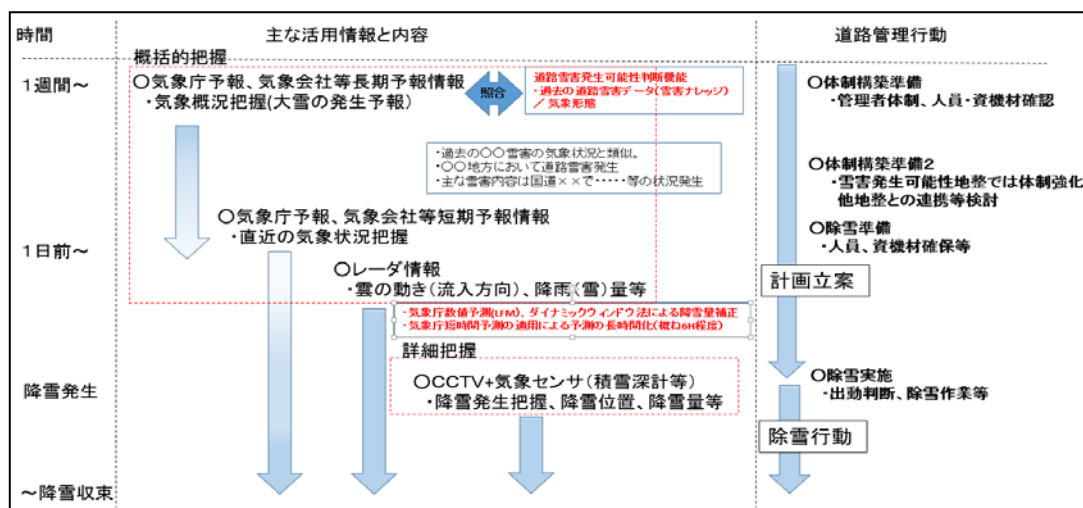 時間
主な活用情報と内容
道路管理行動
概括的把握
1週間～
〇気象庁予報、気象会社等長期予報情報
・気象概況把握(大雪の発生予報)
照合
道路雪害発生可能性判断機能
・過去の道路雪害データ(雪害ナレッジ)
／気象形態
〇体制構築準備
・管理者体制、人員・資機材確認
・過去の〇〇雪害の気象状況と類似。
・〇〇地方において道路雪害発生
・主な雪害内容は国道××で・・・・・等の状況発生
〇体制構築準備2
・雪害発生可能性地整では体制強化
他地整との連携等検討
〇気象庁予報、気象会社等短期予報情報
・直近の気象状況把握
1日前～
〇除雪準備
・人員、資機材確保等
〇レーダ情報
・雲の動き(流入方向)、降雨(雪)量等
計画立案
・気象庁数値予測(LFM)、ダイナミックウィンドウ法による降雪量補正
・気象庁短時間予測の適用による予測の長時間化(概ね6H程度)
詳細把握
降雪発生
〇CCTV+気象センサ(積雪深計等)
・降雪発生把握、降雪位置、降雪量等
〇除雪実施
・出動判断、除雪作業等
除雪行動
～降雪収束